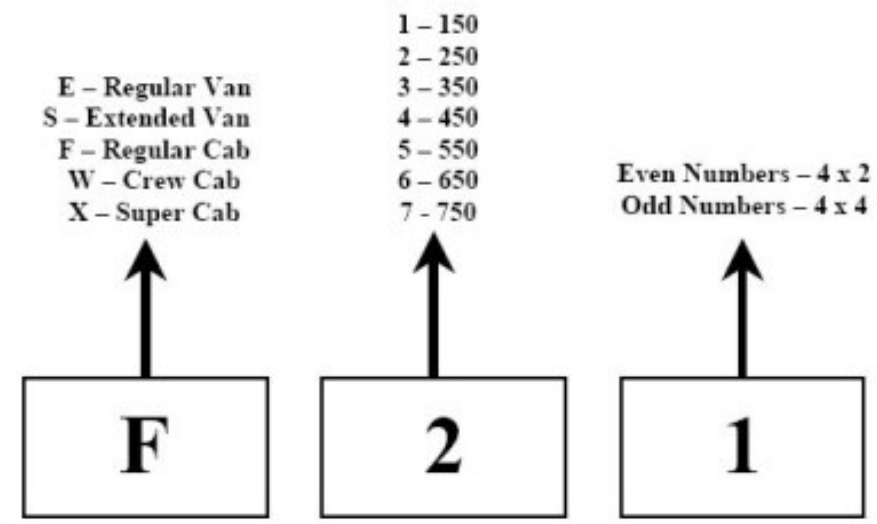 E – Regular Van
S – Extended Van
F – Regular Cab
W – Crew Cab
X – Super Cab
1 – 150
2 – 250
3 – 350
4 – 450
5 – 550
6 – 650
7 - 750
Even Numbers – 4 x 2
Odd Numbers – 4 x 4
F
2
1